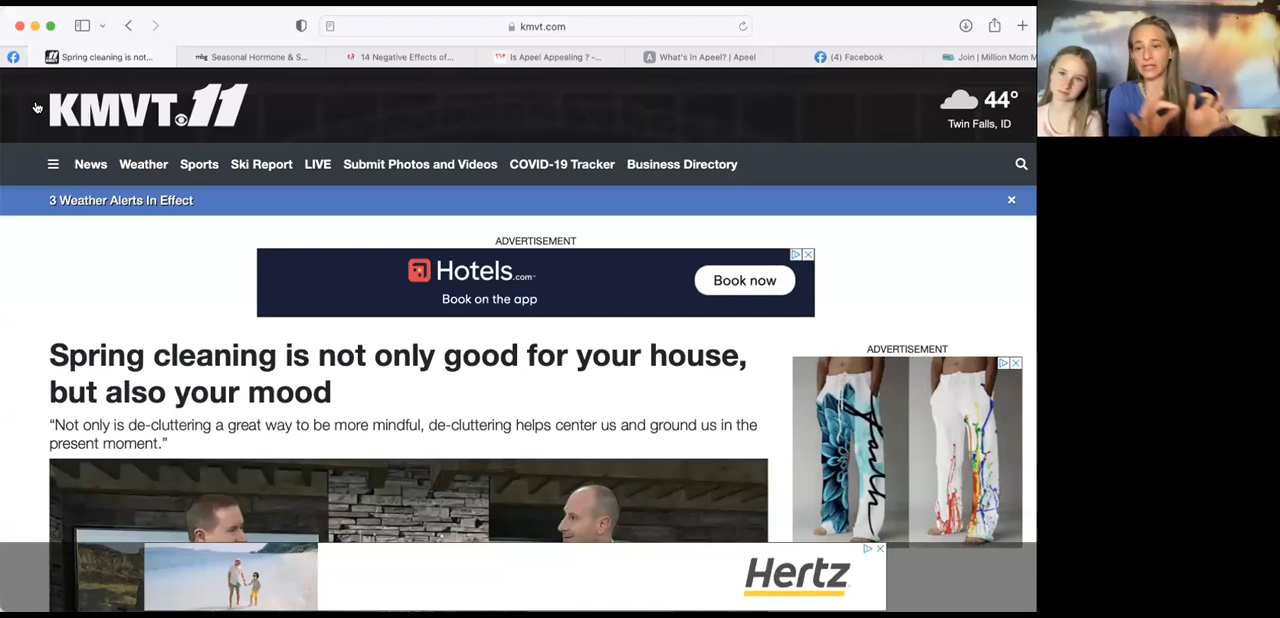 kmvt.com
Spring cleaning is not...
mbg Seasonal Hormone & S...
14 Negative Effects of...
Is Apeel Appealing ? –...
A What's In Apeel? | Apeel
(4) Facebook
Join | Million Mom M
KMVT 11
44°
Twin Falls, ID
News Weather Sports Ski Report LIVE Submit Photos and Videos COVID-19 Tracker Business Directory
3 Weather Alerts In Effect
ADVERTISEMENT
Hotels.com
Book on the app
Book now
Spring cleaning is not only good for your house,
but also your mood
“Not only is de-cluttering a great way to be more mindful, de-cluttering helps center us and ground us in the
present moment.”
ADVERTISEMENT
faith
Hertz